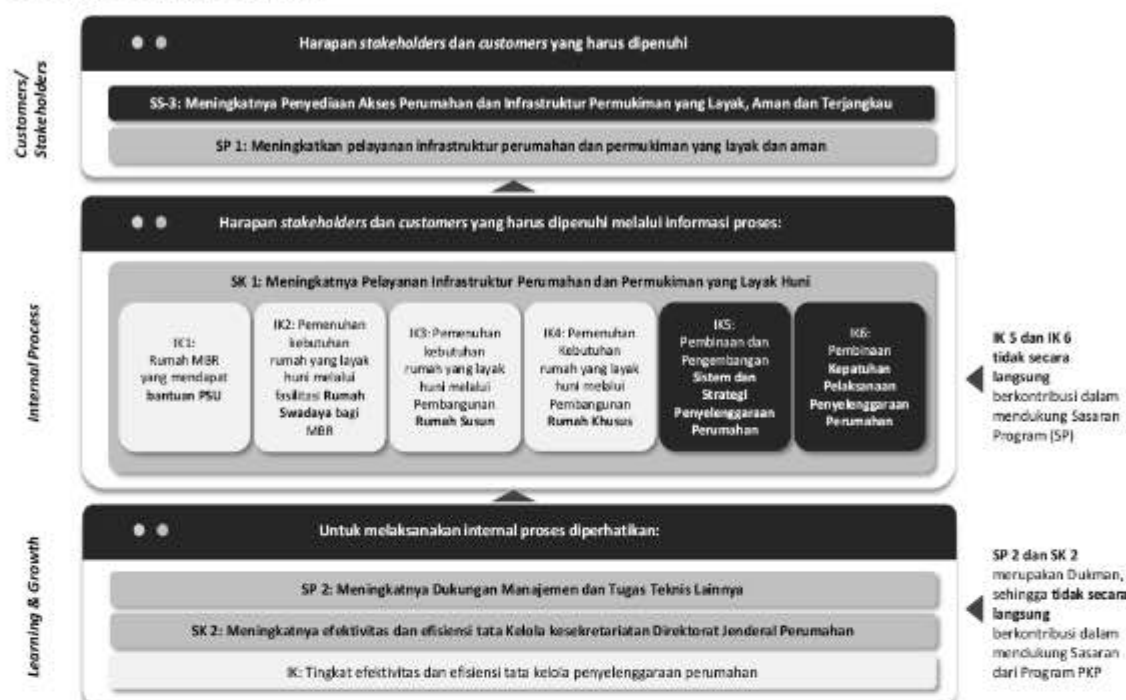 Customers/
Stakeholders
Harapan stakeholders dan customers yang harus dipenuhi
SS-3: Meningkatnya Penyediaan Akses Perumahan dan Infrastruktur Permukiman yang Layak, Aman dan Terjangkau
SP 1: Meningkatkan pelayanan infrastruktur perumahan dan permukiman yang layak dan aman
Internal Process
Harapan stakeholders dan customers yang harus dipenuhi melalui informasi proses:
SK 1: Meningkatnya Pelayanan Infrastruktur Perumahan dan Permukiman yang Layak Huni
IK1:
Rumah MBR
yang mendapat
bantuan PSU
IK2: Pemenuhan
kebutuhan
rumah yang layak
huni melalui
fasilitasi Rumah
Swadaya bagi
MBR
IK3: Pemenuhan
kebutuhan
rumah yang layak
huni melalui
Pembangunan
Rumah Susun
IK4: Pemenuhan
Kebutuhan
rumah yang layak
huni melalui
Pembangunan
Rumah Khusus
IK5:
Pembinaan dan
Pengembangan
Sistem dan
Strategi
Penyelenggaraan
Perumahan
IK6:
Pembinaan
Kepatuhan
Pelaksanaan
Penyelenggaraan
Perumahan
IK 5 dan IK 6
tidak secara
langsung
berkontribusi dalam
mendukung Sasaran
Program (SP)
Learning & Growth
Untuk melaksanakan internal proses diperhatikan:
SP 2: Meningkatnya Dukungan Manajemen dan Tugas Teknis Lainnya
SK 2: Meningkatnya efektivitas dan efisiensi tata Kelola kesekretariatan Direktorat Jenderal Perumahan
IK: Tingkat efektivitas dan efisiensi tata kelola penyelenggaraan perumahan
SP 2 dan SK 2
merupakan Dukman,
sehingga tidak secara
langsung
berkontribusi dalam
mendukung Sasaran
dari Program PKP